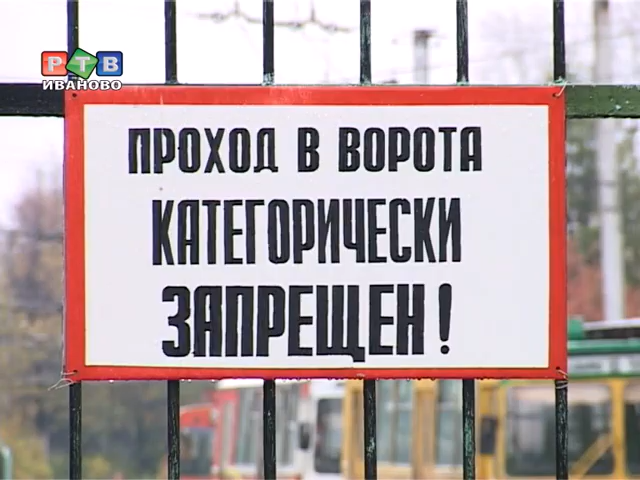 РТВ
ИВАНОВО
ПРОХОД В ВОРОТА
КАТЕГОРИЧЕСКИ
ЗАПРЕЩЕН!